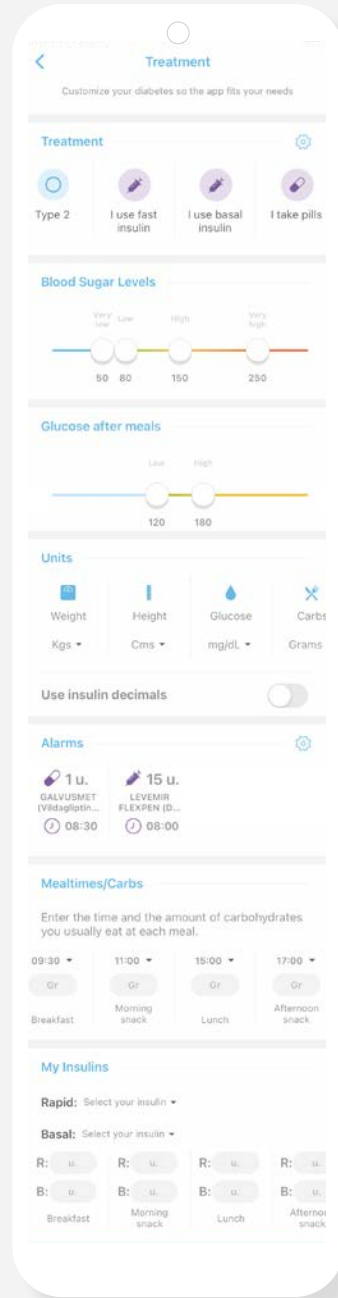 Treatment
Customize your diabetes so the app fits your needs
Treatment
Type 2
I use fast
insulin
I use basal
insulin
I take pills
Blood Sugar Levels
Very
low
Low
High
Very
high
50 80 150 250
Glucose after meals
Low High
120 180
Units
Weight Height Glucose Carbs
Kgs Cms mg/dL Grams
Use insulin decimals
Alarms
1 u. 15 u.
GALVUSMET
(Vildagliptin...
LEVEMIR
FLEXPEN (D...
08:30 08:00
Mealtimes/Carbs
Enter the time and the amount of carbohydrates
you usually eat at each meal.
09:30 11:00 15:00 17:00
Gr Gr Gr Gr
Breakfast
Morning
snack
Lunch
Afternoon
snack
My Insulins
Rapid: Select your insulin
Basal: Select your insulin
R: u. R: u. R: u. R: u.
B: u. B: u. B: u. B: u.
Breakfast
Morning
snack
Lunch
Afternoo
snack